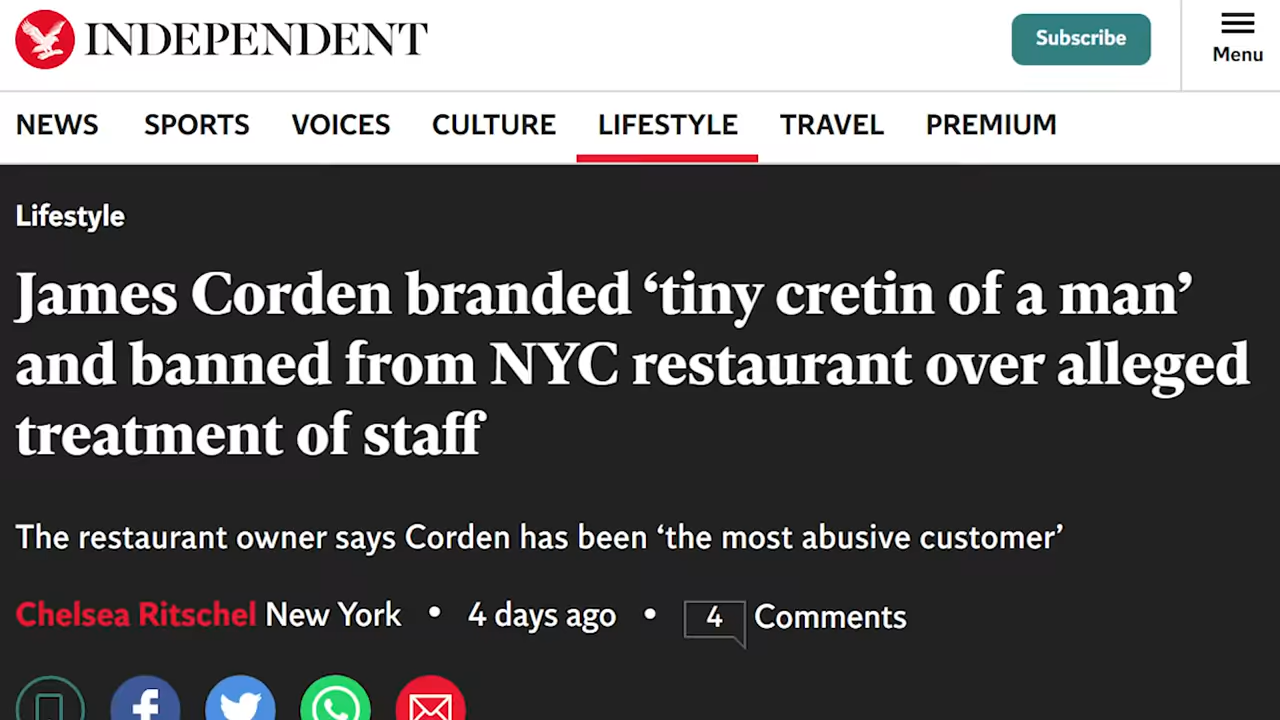 INDEPENDENT
Subscribe
Menu
NEWS SPORTS VOICES CULTURE LIFESTYLE TRAVEL PREMIUM
Lifestyle
James Corden branded ‘tiny cretin of a man’
and banned from NYC restaurant over alleged
treatment of staff
The restaurant owner says Corden has been ‘the most abusive customer’
Chelsea Ritschel New York • 4 days ago • 4 Comments